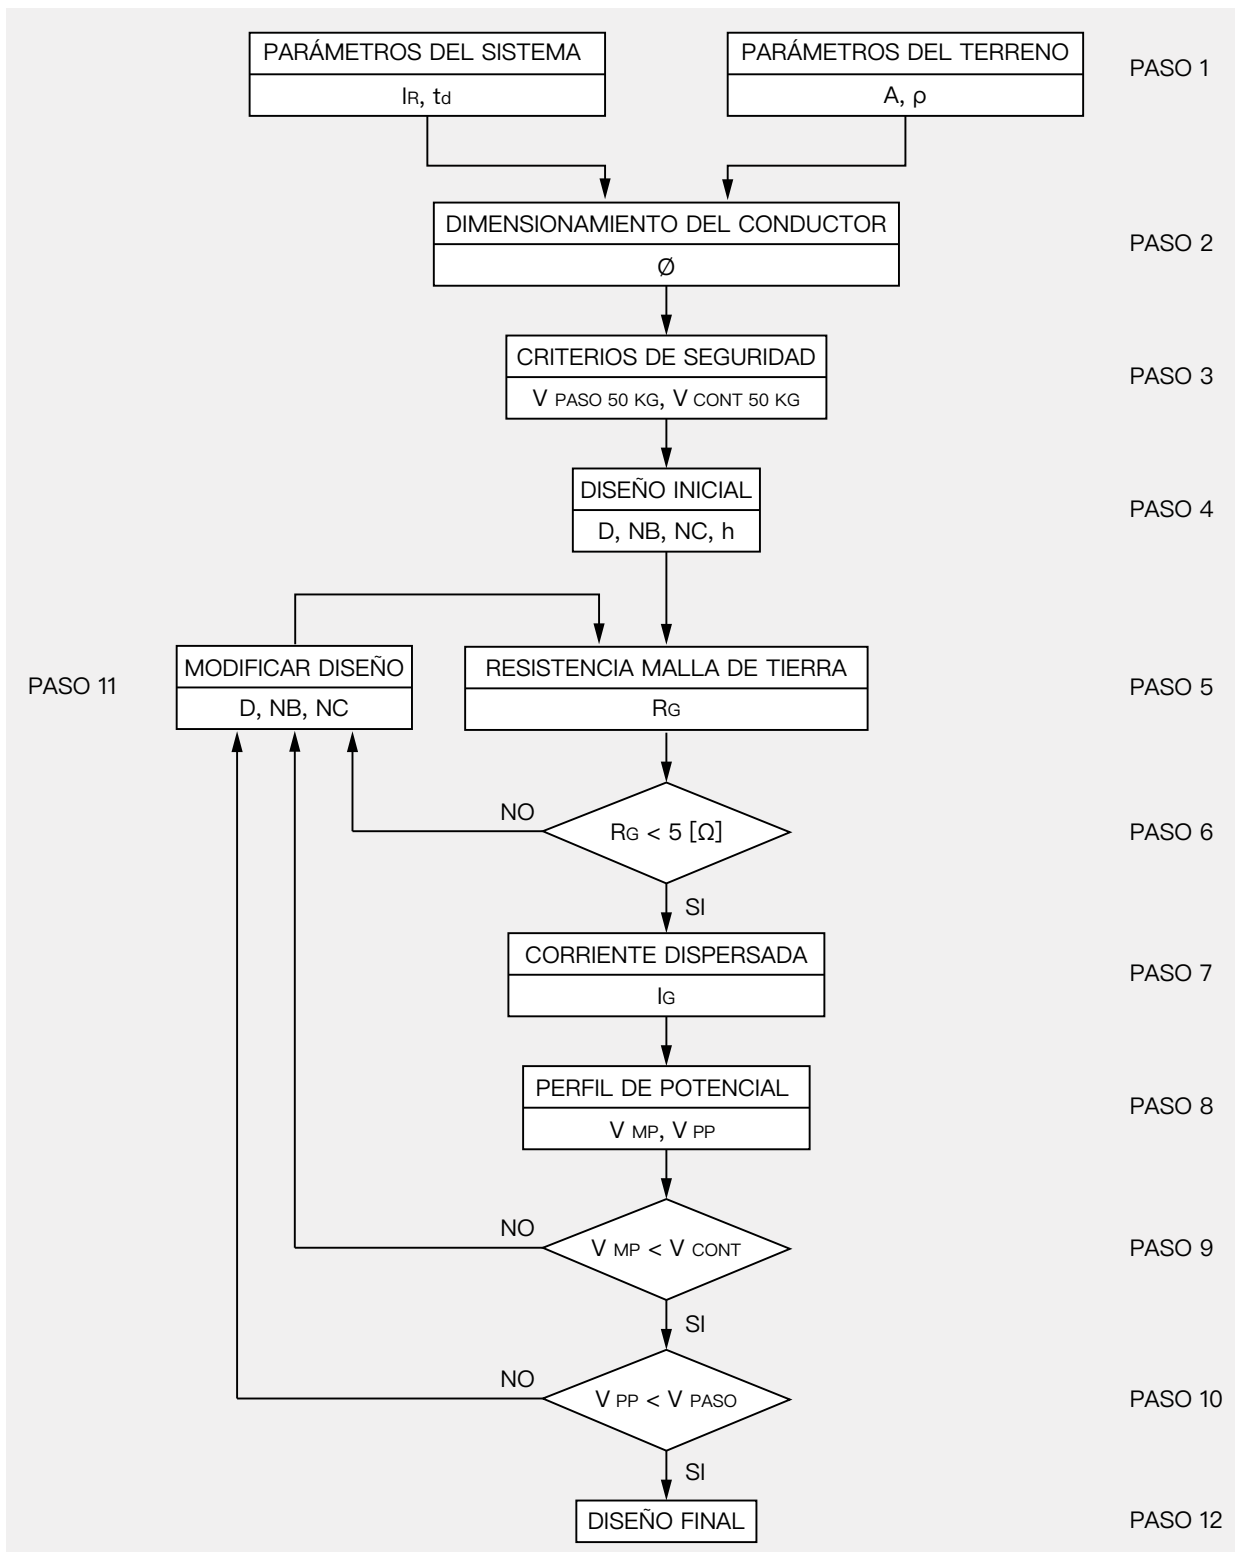 PARÁMETROS DEL SISTEMA
IR, td
PARÁMETROS DEL TERRENO
A, ρ
PASO 1
DIMENSIONAMIENTO DEL CONDUCTOR
Ø
PASO 2
CRITERIOS DE SEGURIDAD
V PASO 50 KG, V CONT 50 KG
PASO 3
DISEÑO INICIAL
D, NB, NC, h
PASO 4
PASO 11
MODIFICAR DISEÑO
D, NB, NC
RESISTENCIA MALLA DE TIERRA
RG
PASO 5
NO
RG < 5 [Ω]
PASO 6
SI
CORRIENTE DISPERSADA
IG
PASO 7
PERFIL DE POTENCIAL
V MP, V PP
PASO 8
NO
V MP < V CONT
PASO 9
SI
NO
V PP < V PASO
PASO 10
SI
DISEÑO FINAL
PASO 12